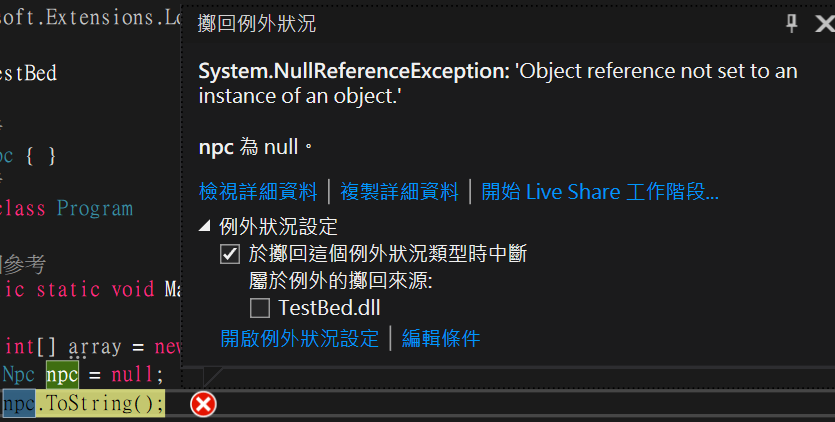 soft.Extensions.Lo
estBed
pc { }
class Program
參考
ic static void Ma
int[] array = new
Npc npc = null;
npc.ToString();
擲回例外狀況
System.NullReferenceException: 'Object reference not set to an
instance of an object.'
npc 為 null。
檢視詳細資料 | 複製詳細資料 | 開始 Live Share 工作階段...
例外狀況設定
於擲回這個例外狀況類型時中斷
屬於例外的擲回來源:
TestBed.dll
開啟例外狀況設定 | 編輯條件